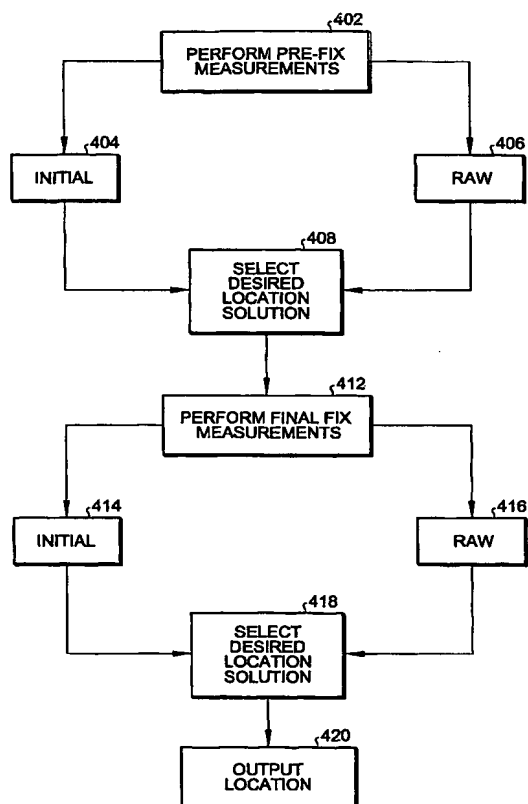 402
PERFORM PRE-FIX
MEASUREMENTS
404
INITIAL
406
RAW
408
SELECT
DESIRED
LOCATION
SOLUTION
412
PERFORM FINAL FIX
MEASUREMENTS
414
INITIAL
416
RAW
418
SELECT
DESIRED
LOCATION
SOLUTION
420
OUTPUT
LOCATION